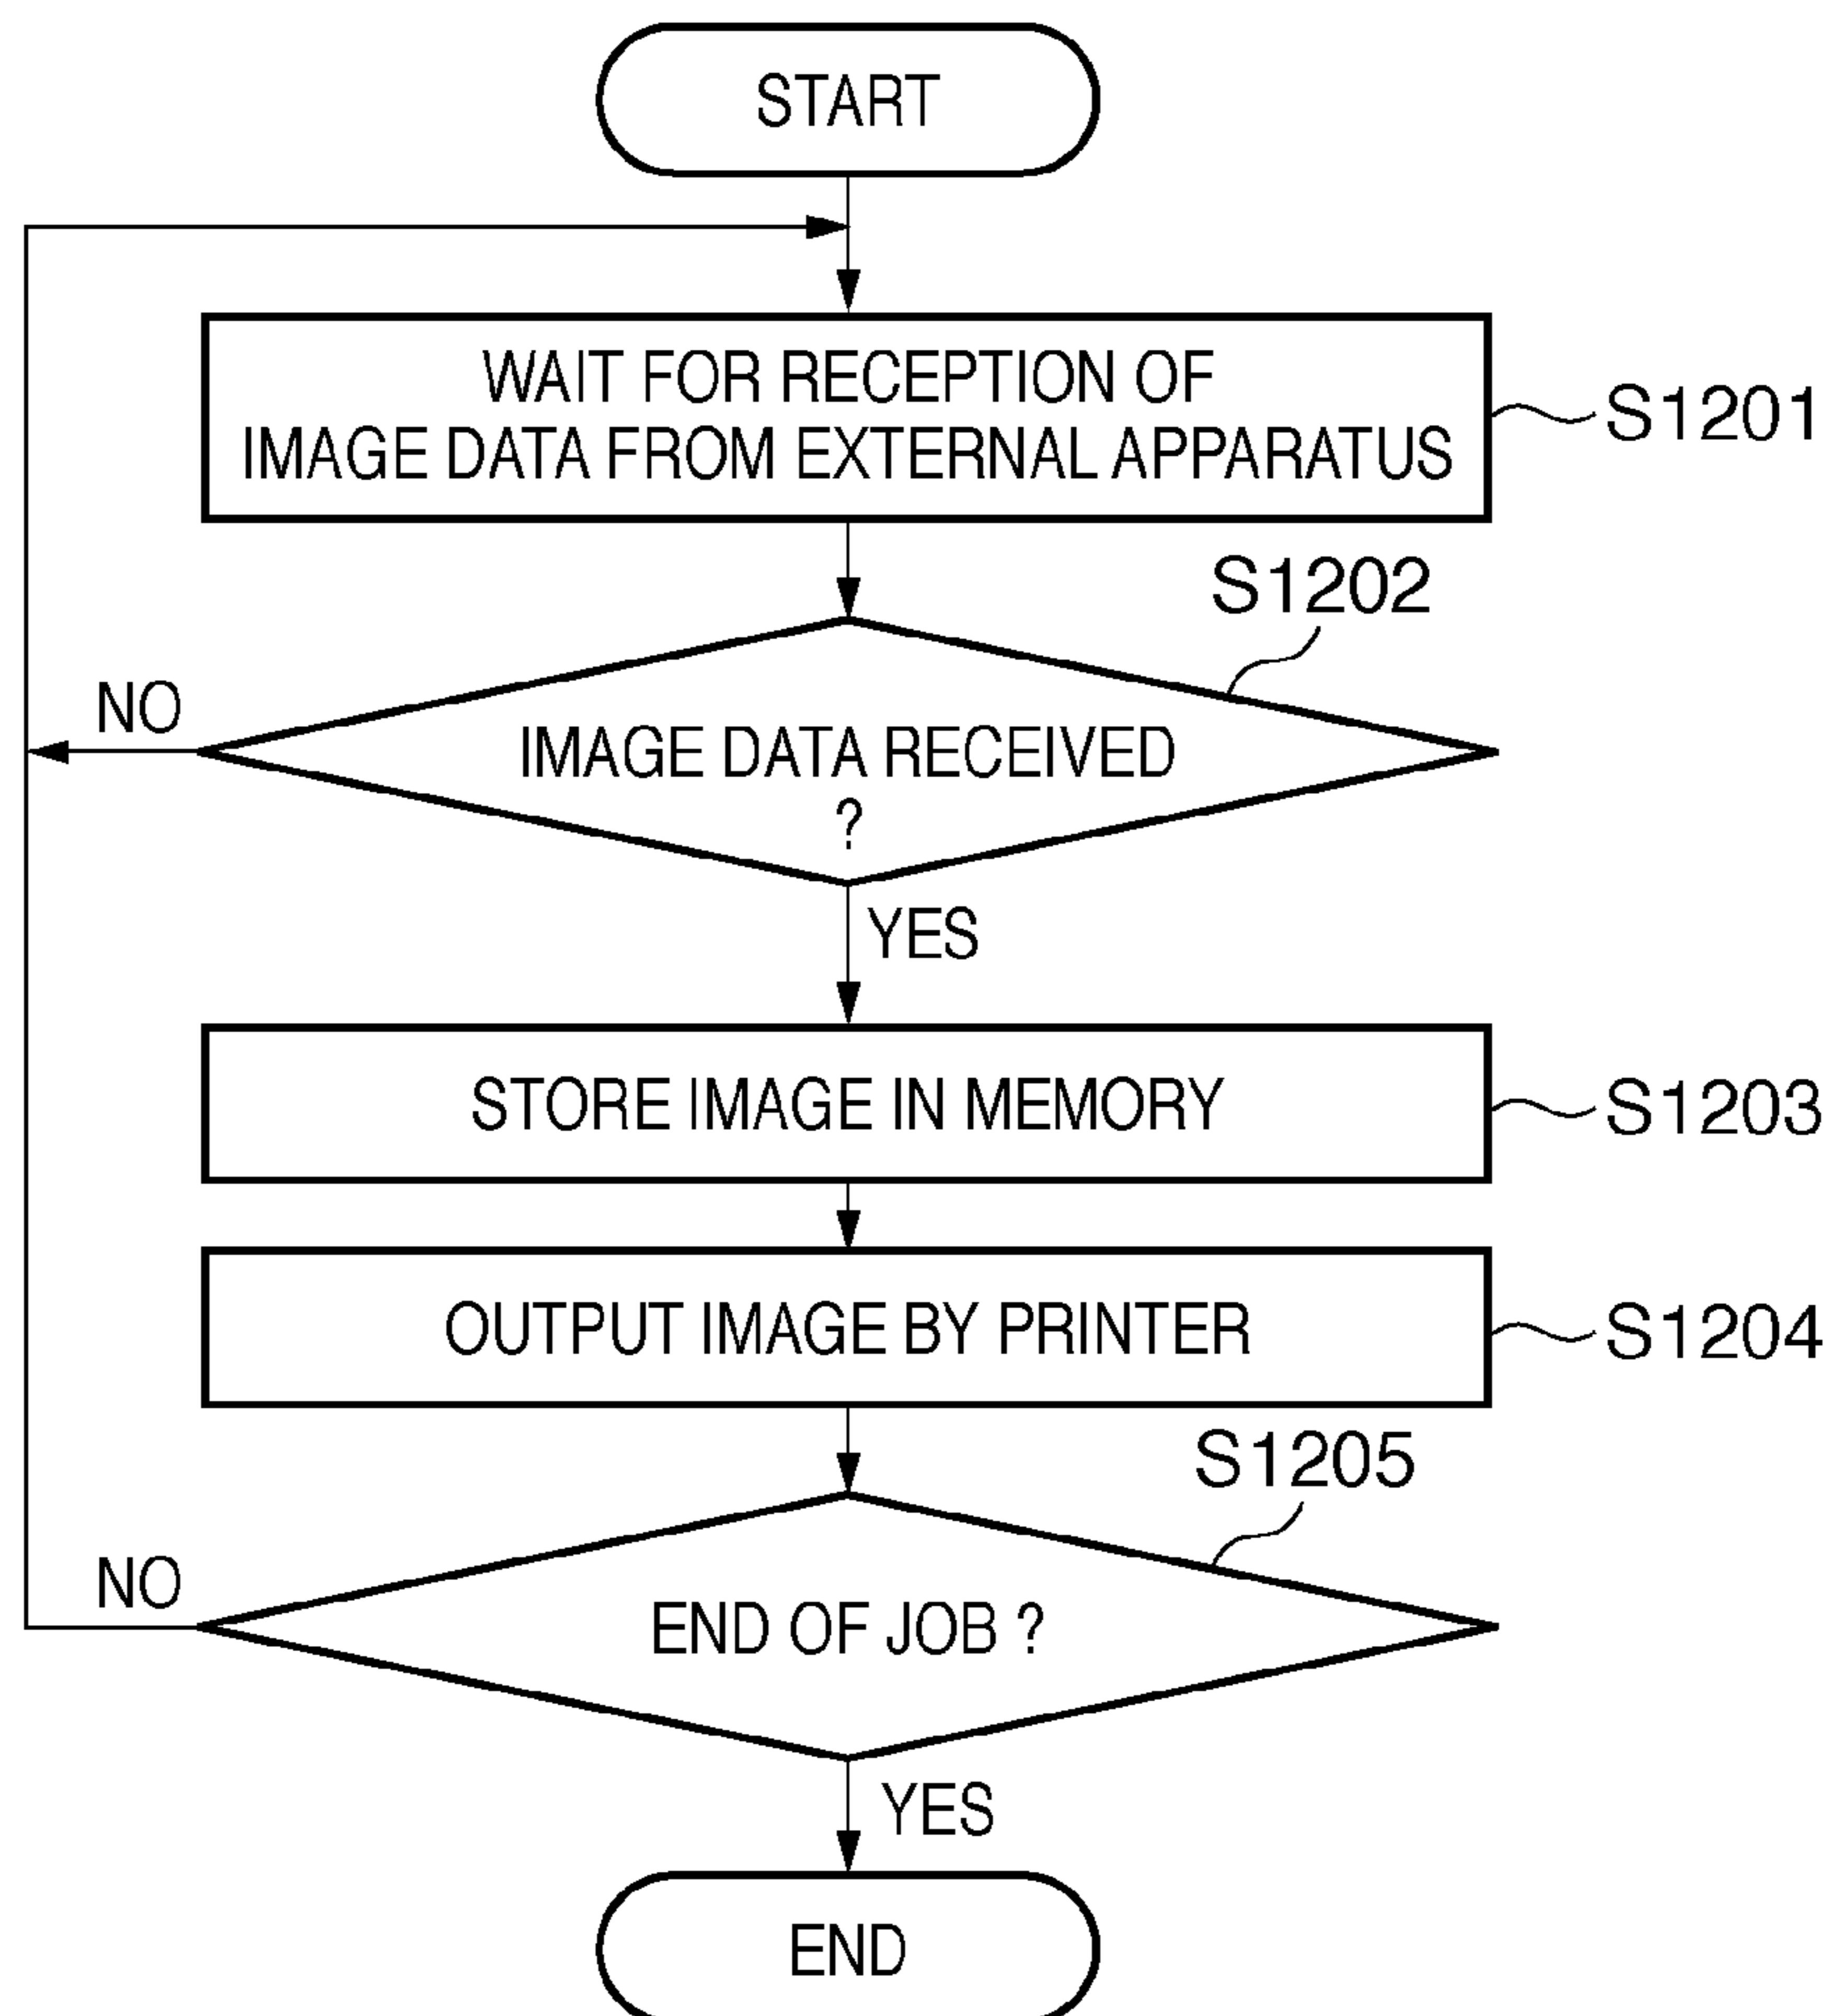 START
WAIT FOR RECEPTION OF
IMAGE DATA FROM EXTERNAL APPARATUS
S1201
S1202
NO
IMAGE DATA RECEIVED
?
YES
STORE IMAGE IN MEMORY
S1203
OUTPUT IMAGE BY PRINTER
S1204
S1205
NO
END OF JOB ?
YES
END